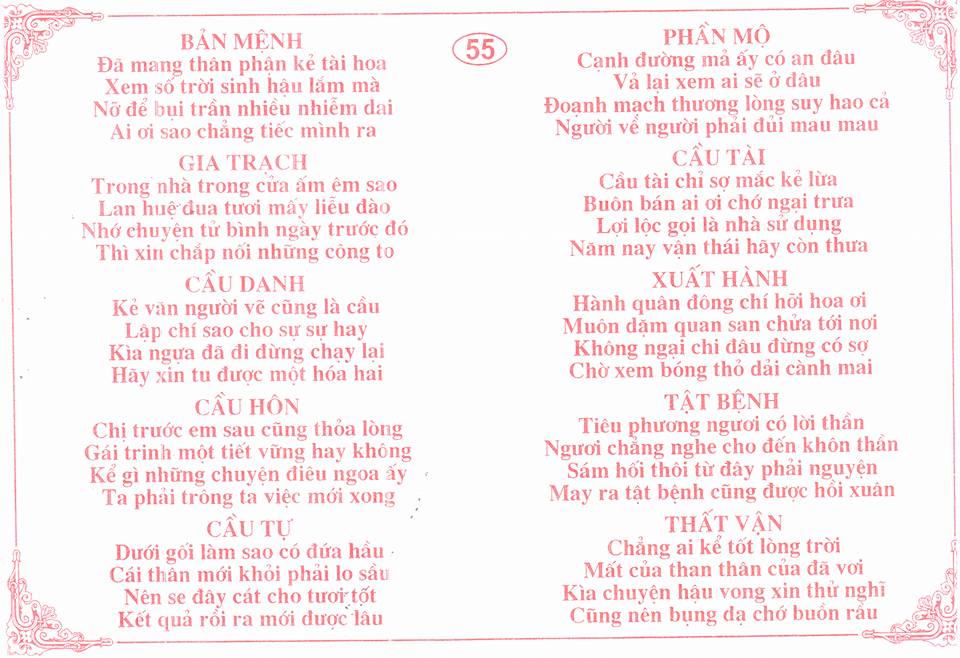 55
BẢN MỆNH
Đã mang thân phận kẻ tài hoa
Xem số trời sinh hậu lắm mà
Nỡ để bụi trần nhiều nhiễm dai
Ai ơi sao chẳng tiếc mình ra
GIA TRẠCH
Trong nhà trong cửa ấm êm sao
Lan huệ đua tươi mấy liễu đào
Nhớ chuyện tử bình ngày trước đó
Thì xin chắp nối những công to
CẦU DANH
Kẻ văn người vẽ cũng là cầu
Lập chí sao cho sự sự hay
Kìa ngựa đã đi dừng chạy lại
Hãy xin tu được một hóa hai
CẦU HÔN
Chị trước em sau cũng thỏa lòng
Gái trinh một tiết vững hay không
Kể gì những chuyện điêu ngoa ấy
Ta phải trông ta việc mới xong
CẦU TỰ
Dưới gối làm sao có đứa hầu
Cái thân mới khỏi phải lo sầu
Nên se đây cát cho tươi tốt
Kết quả rồi ra mới được lâu
PHẦN MỘ
Cạnh đường mả ấy có an đâu
Vả lại xem ai sẽ ở đâu
Đoạnh mạch thương lòng suy hao cả
Người về người phải đủi mau mau
CẦU TÀI
Cầu tài chỉ sợ mắc kẻ lừa
Buôn bán ai ơi chớ ngại trưa
Lợi lộc gọi là nhà sử dụng
Năm nay vận thái hãy còn thưa
XUẤT HÀNH
Hành quân đông chí hỡi hoa ơi
Muôn dặm quan san chửa tới nơi
Không ngại chi đâu đừng có sợ
Chờ xem bóng thỏ dải cành mai
TẬT BỆNH
Tiêu phương ngươi có lời thần
Ngươi chẳng nghe cho đến khôn thần
Sám hối thôi từ đây phải nguyện
May ra tật bệnh cũng được hồi xuân
THẤT VẬN
Chẳng ai kể tốt lòng trời
Mất của than thân của đã vơi
Kìa chuyện hậu vong xin thử nghĩ
Cũng nên bụng dạ chớ buồn rầu